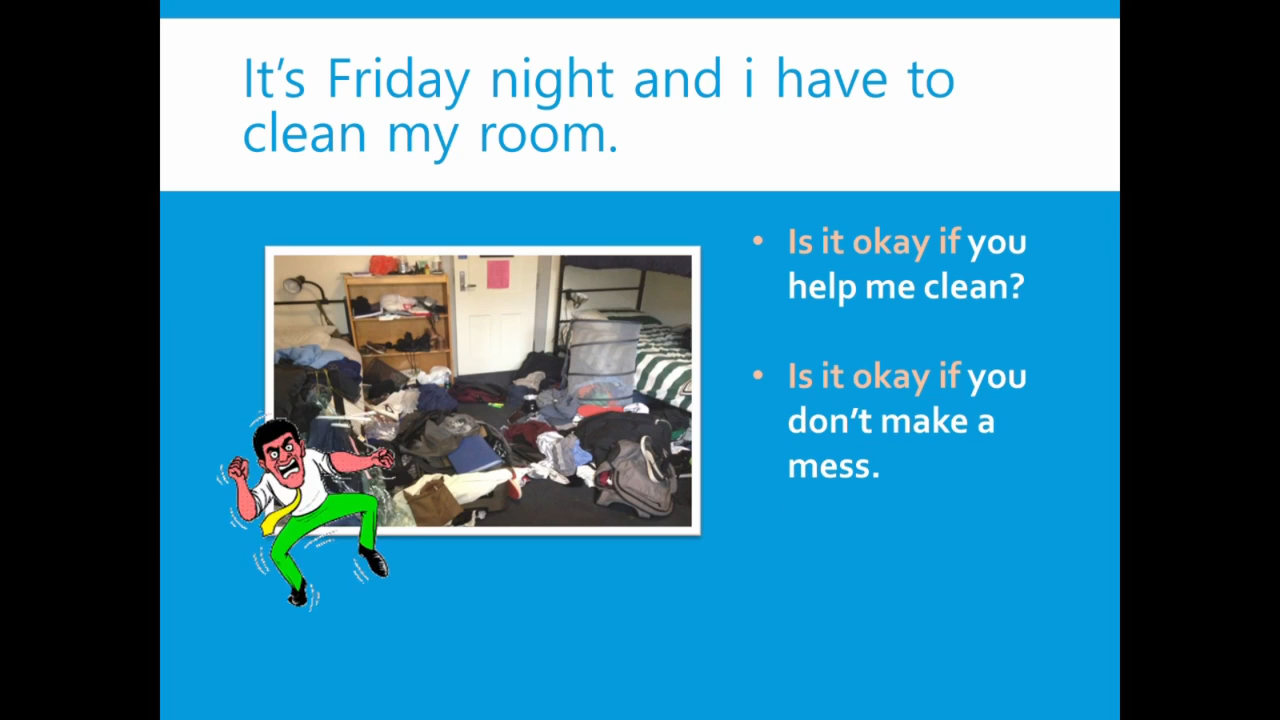 It's Friday night and i have to
clean my room.
• Is it okay if you
help me clean?
• Is it okay if you
don't make a
mess.